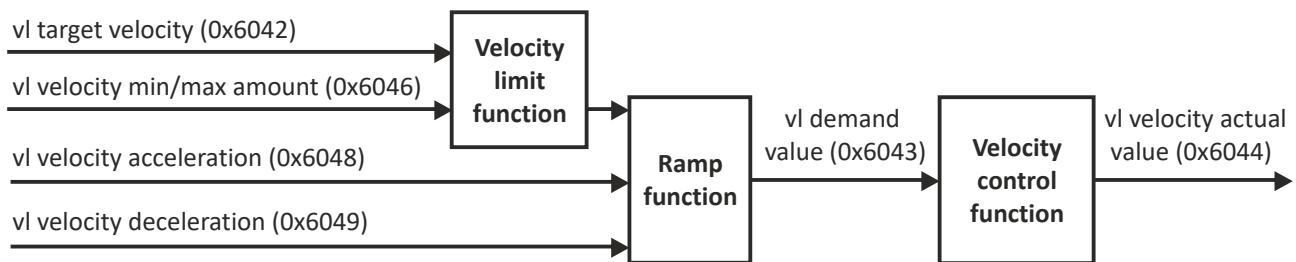 vl target velocity (0x6042)
vl velocity min/max amount (0x6046)
Velocity
limit
function
vl velocity acceleration (0x6048)
vl velocity deceleration (0x6049)
Ramp
function
vl demand
value (0x6043)
Velocity
control
function
vl velocity actual
value (0x6044)